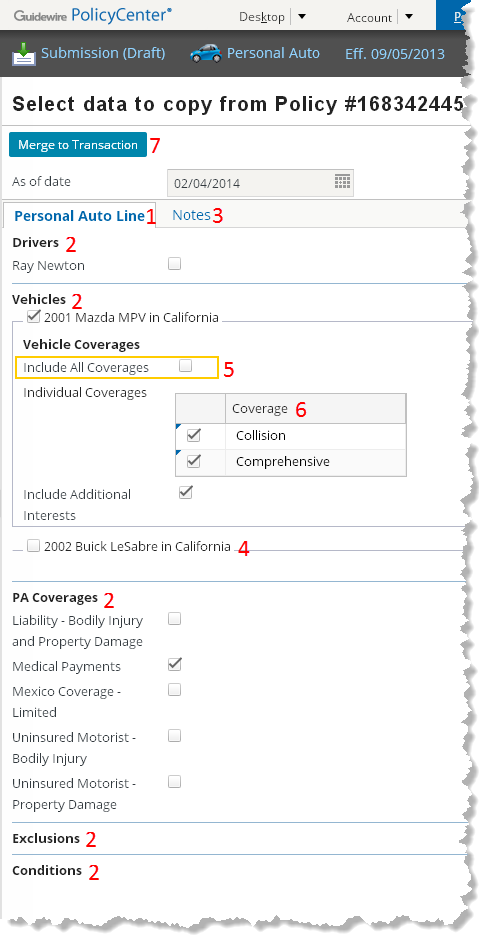 Guidewire PolicyCenter® Desktop Account
Submission (Draft) Personal Auto Eff. 09/05/2013
Select data to copy from Policy #168342445
Merge to Transaction 7
As of date 02/04/2014
Personal Auto Line 1 Notes 3
Drivers 2
Ray Newton
Vehicles 2
2001 Mazda MPV in California
Vehicle Coverages
Include All Coverages 5
Individual Coverages
Coverage 6
Collision
Comprehensive
Include Additional
Interests
2002 Buick LeSabre in California 4
PA Coverages 2
Liability - Bodily Injury
and Property Damage
Medical Payments
Mexico Coverage -
Limited
Uninsured Motorist -
Bodily Injury
Uninsured Motorist -
Property Damage
Exclusions 2
Conditions 2